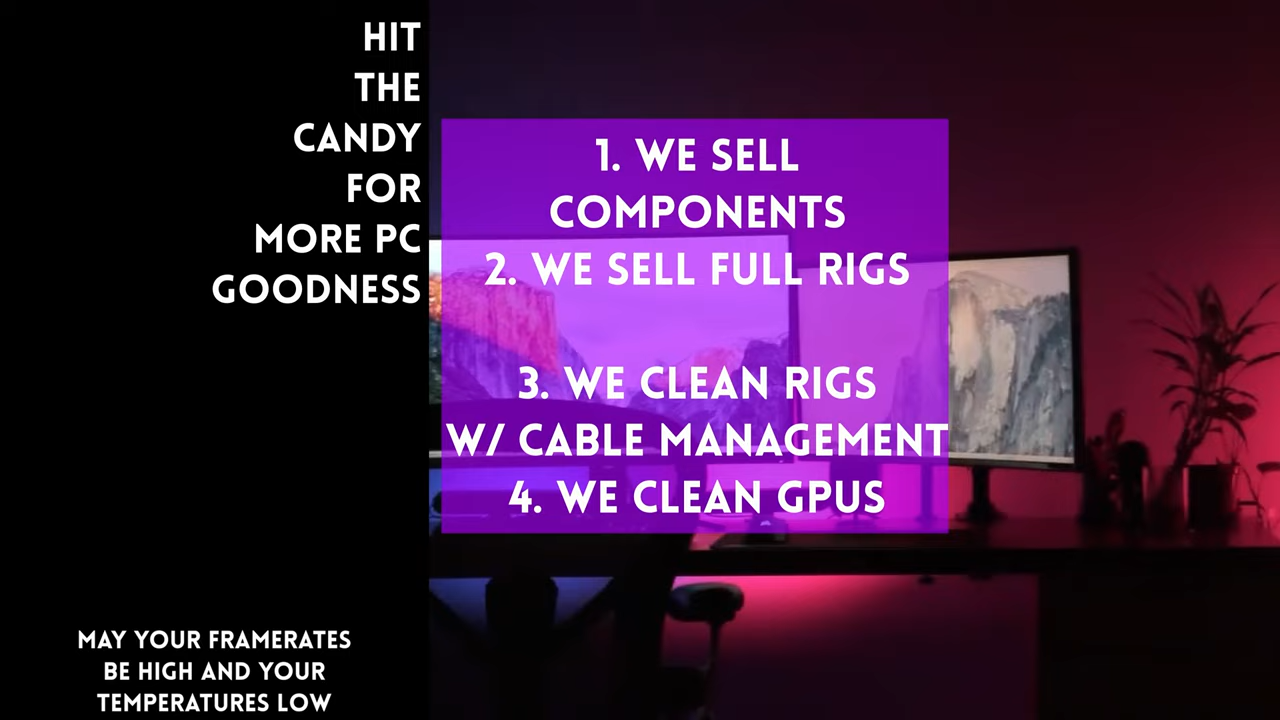 HIT
THE
CANDY
FOR
MORE PC
GOODNESS
1. WE SELL
COMPONENTS
2. WE SELL FULL RIGS
3. WE CLEAN RIGS
W/ CABLE MANAGEMENT
4. WE CLEAN GPUS
MAY YOUR FRAMERATES
BE HIGH AND YOUR
TEMPERATURES LOW